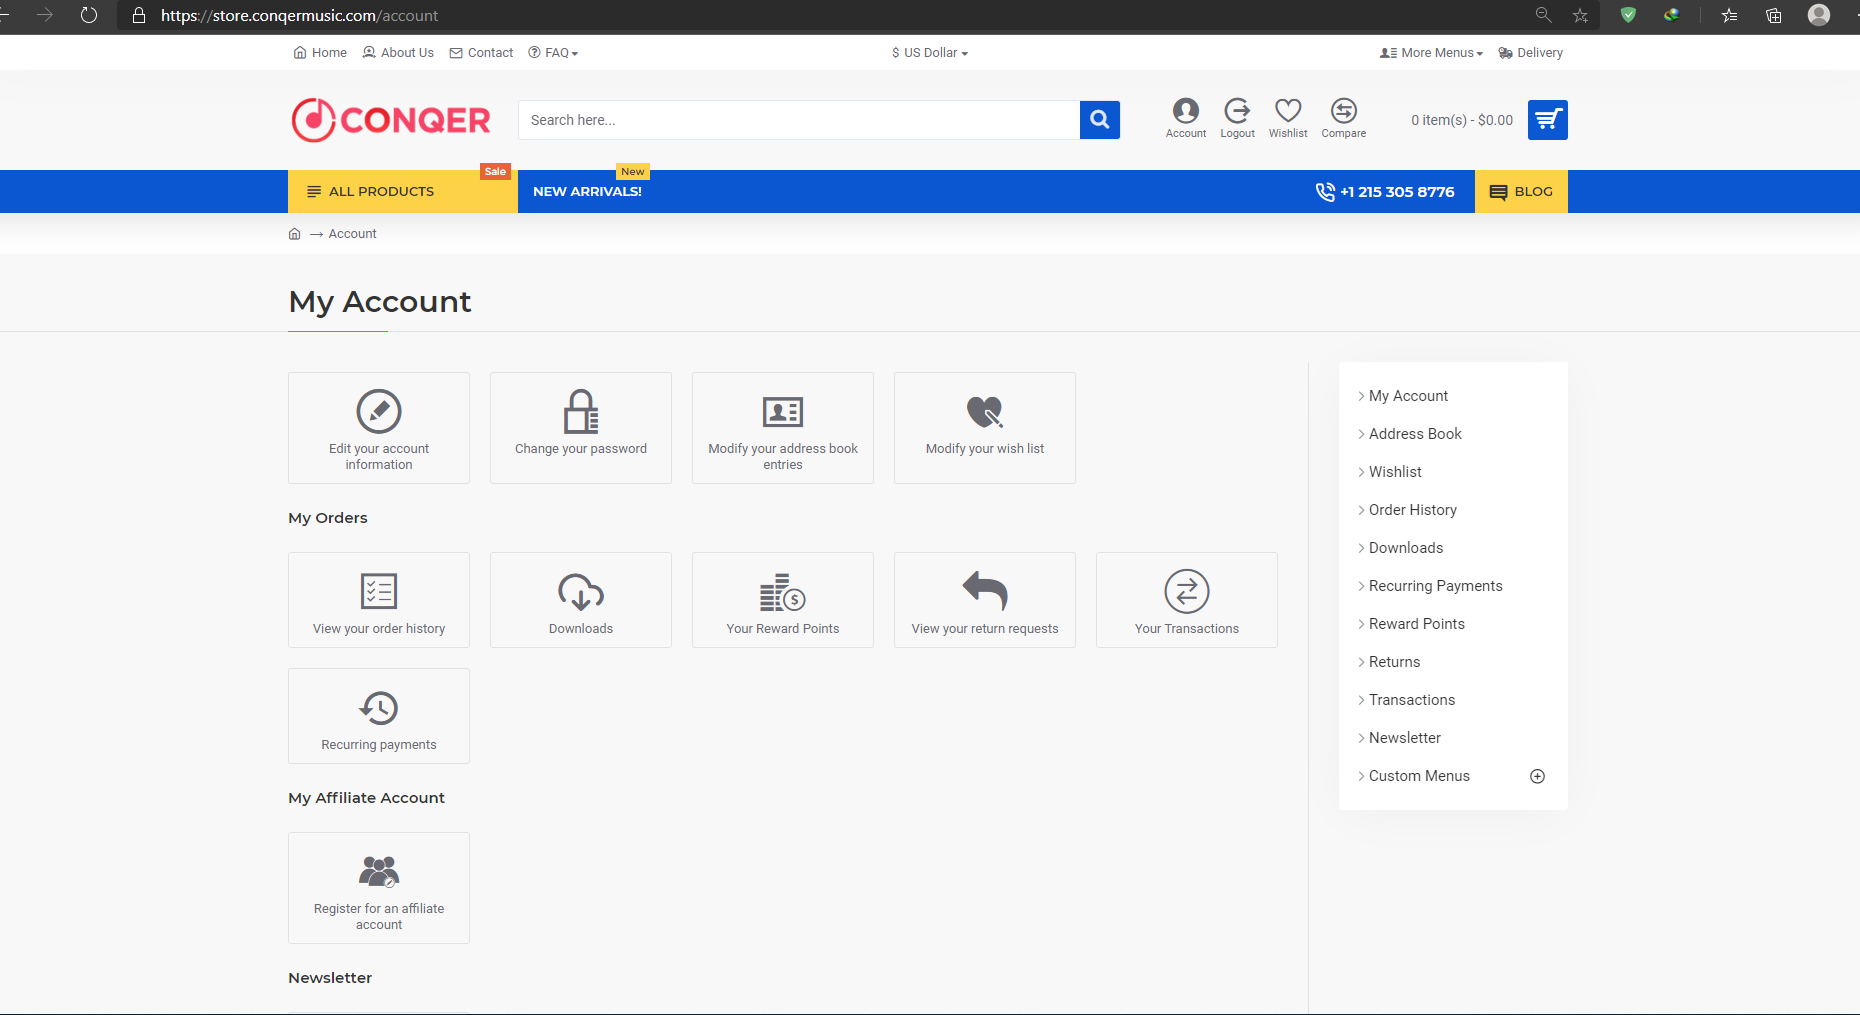 https://store.conqermusic.com/account
Home About Us Contact FAQ $ US Dollar More Menus Delivery
CONQER Search here... Account Logout Wishlist Compare 0 item(s) - $0.00
Sale New
ALL PRODUCTS NEW ARRIVALS! +1 215 305 8776 BLOG
Account
My Account
Edit your account
information
Change your password
Modify your address book
entries
Modify your wish list
My Orders
View your order history
Downloads
Your Reward Points
View your return requests
Your Transactions
Recurring payments
My Affiliate Account
Register for an affiliate
account
Newsletter
My Account
Address Book
Wishlist
Order History
Downloads
Recurring Payments
Reward Points
Returns
Transactions
Newsletter
Custom Menus